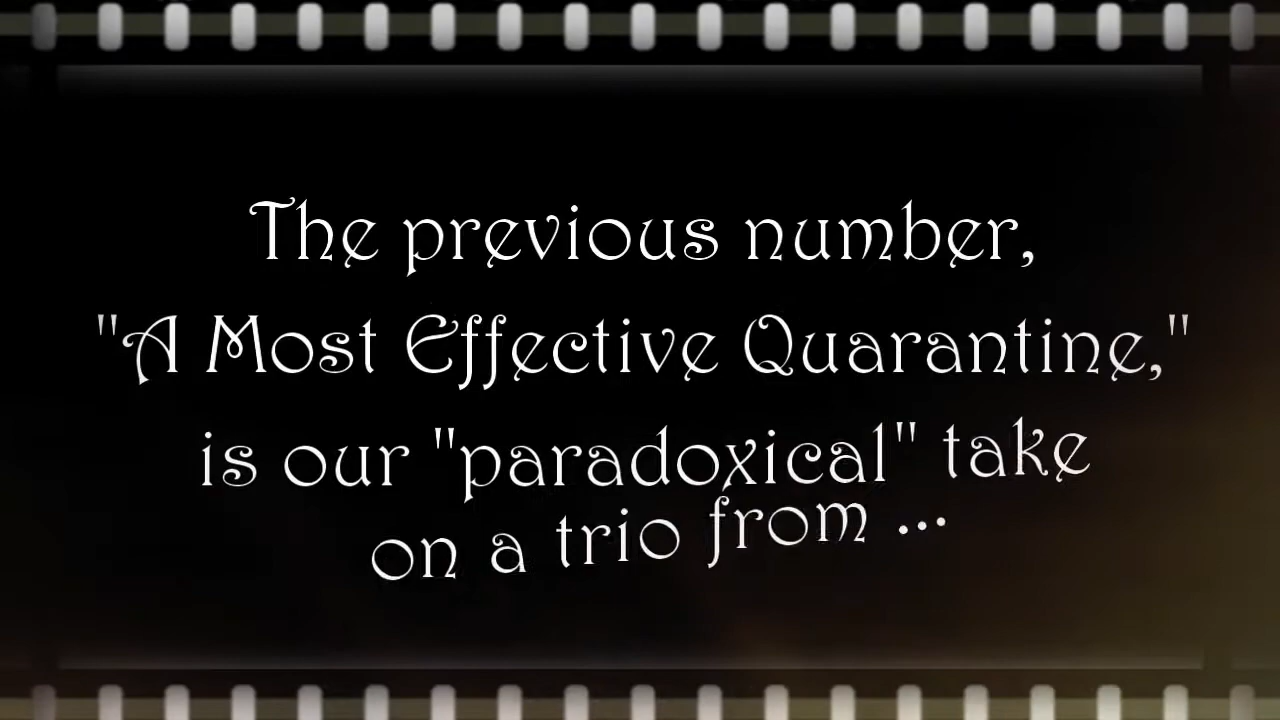 The previous number,
"A Most Effective Quarantine,"
is our "paradoxical" take
on a trio from ...